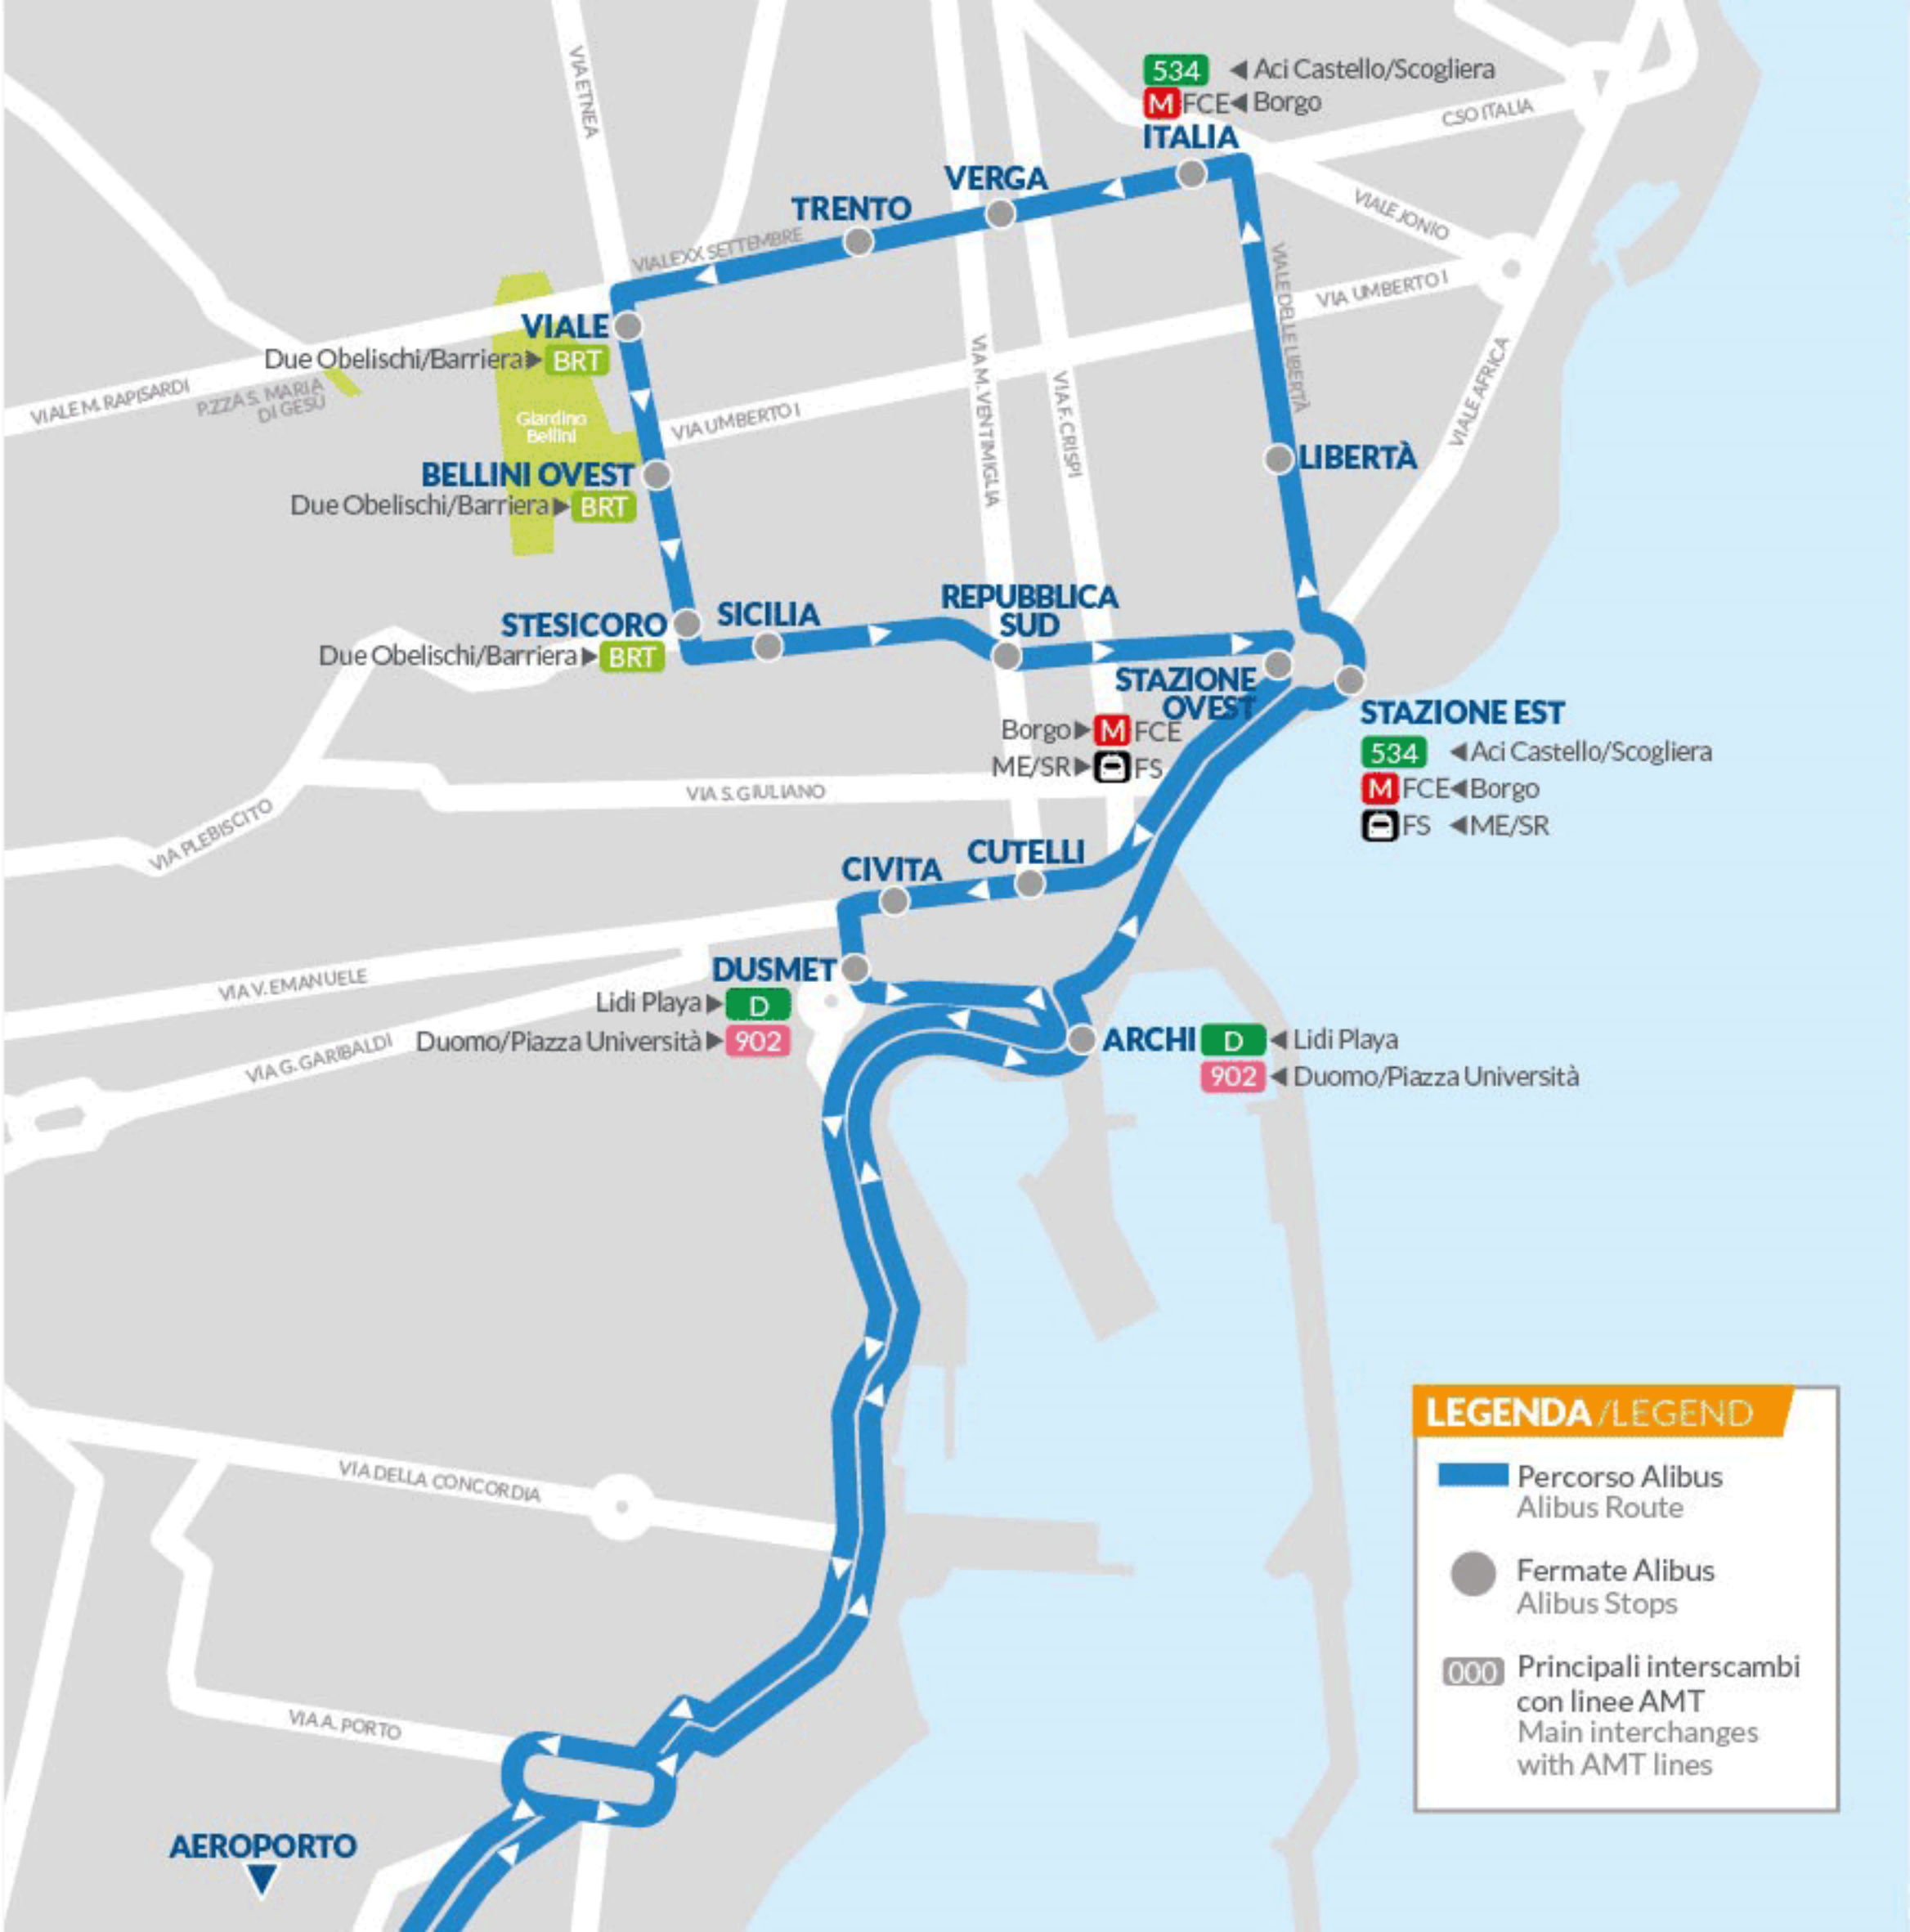 VIA ETNEA
534 Aci Castello/Scogliera
M FCE Borgo
ITALIA
CSO ITALIA
VERGA
TRENTO
VIALE JONIO
VIALE XX SETTEMBRE
VIALE DELLE LIBERTÀ
VIA UMBERTO I
VIALE
Due Obelischi/Barriera BRT
VIALE M. RAPISARDI
P.ZZA S. MARIA
DI GESÙ
Giardino
Bellini
VIA UMBERTO I
VIA M. VENTIMIGLIA
VIA F. CRISPI
VIALE AFRICA
LIBERTÀ
BELLINI OVEST
Due Obelischi/Barriera BRT
STESICORO
Due Obelischi/Barriera BRT
SICILIA
REPUBBLICA
SUD
STAZIONE
OVEST
Borgo M FCE
ME/SR FS
STAZIONE EST
534 Aci Castello/Scogliera
M FCE Borgo
FS ME/SR
VIA S. GIULIANO
VIA PLEBISCITO
CUTELLI
CIVITA
VIA V. EMANUELE
DUSMET
Lidi Playa D
Duomo/Piazza Università 902
VIA G. GARIBALDI
ARCHI D Lidi Playa
902 Duomo/Piazza Università
VIA DELLA CONCORDIA
VIA A. PORTO
AEROPORTO
LEGENDA/LEGEND
Percorso Alibus
Alibus Route
Fermate Alibus
Alibus Stops
000 Principali interscambi
con linee AMT
Main interchanges
with AMT lines